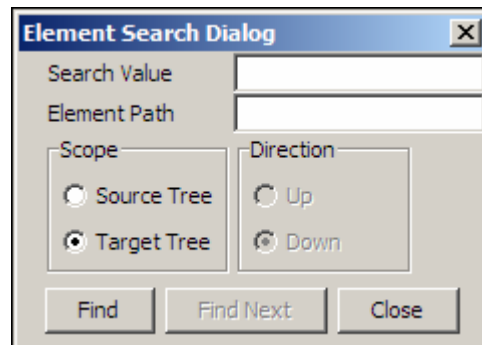 Element Search Dialog
Search Value
Element Path
Scope Direction
Source Tree Up
Target Tree Down
Find Find Next Close